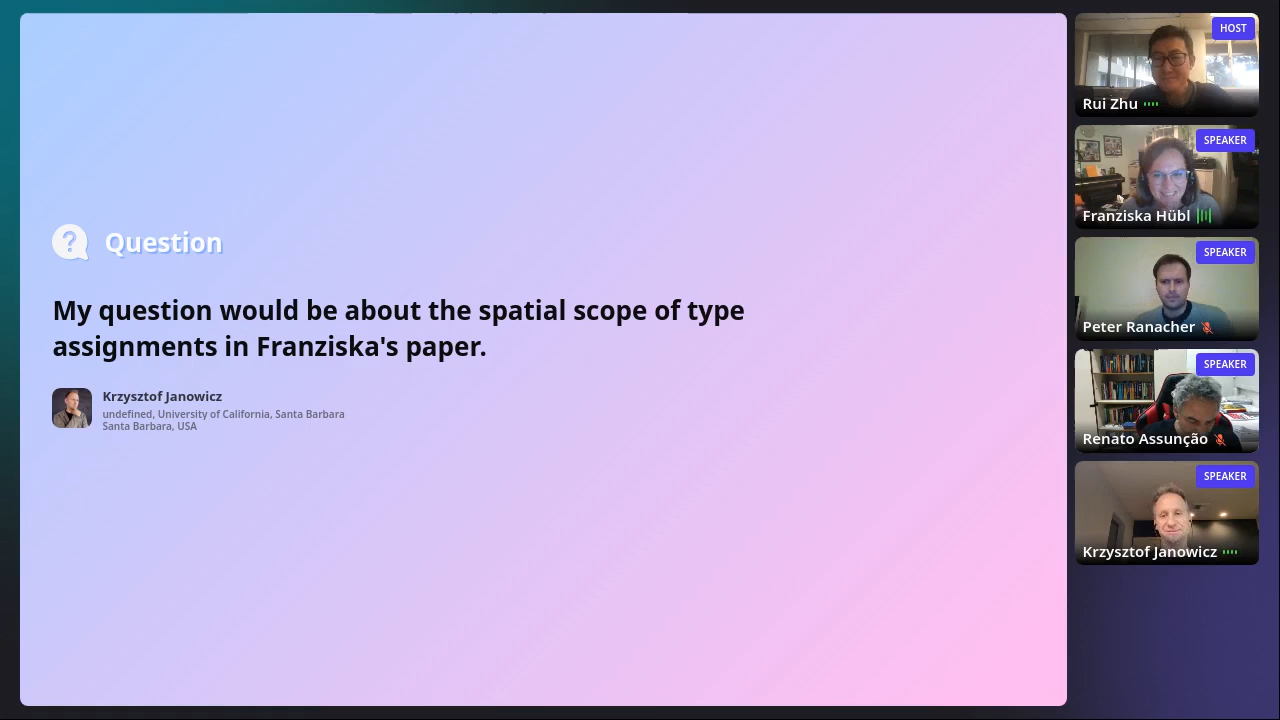 Question
My question would be about the spatial scope of type
assignments in Franziska's paper.
Krzysztof Janowicz
undefined, University of California, Santa Barbara
Santa Barbara, USA
HOST
Rui Zhu
SPEAKER
Franziska Hübl
SPEAKER
Peter Ranacher
SPEAKER
Renato Assunção
SPEAKER
Krzysztof Janowicz